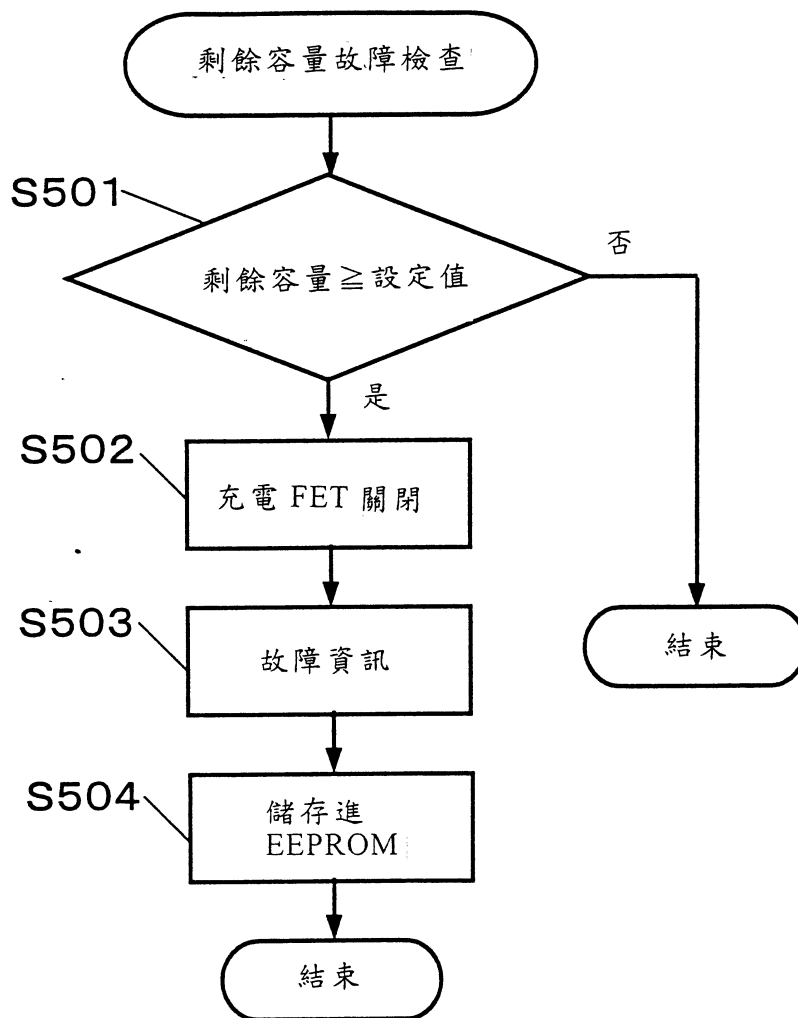 剩餘容量故障檢查
S501
剩餘容量≧設定值
否
是
S502
充電 FET 關閉
S503
故障資訊
結束
S504
儲存進
EEPROM
結束